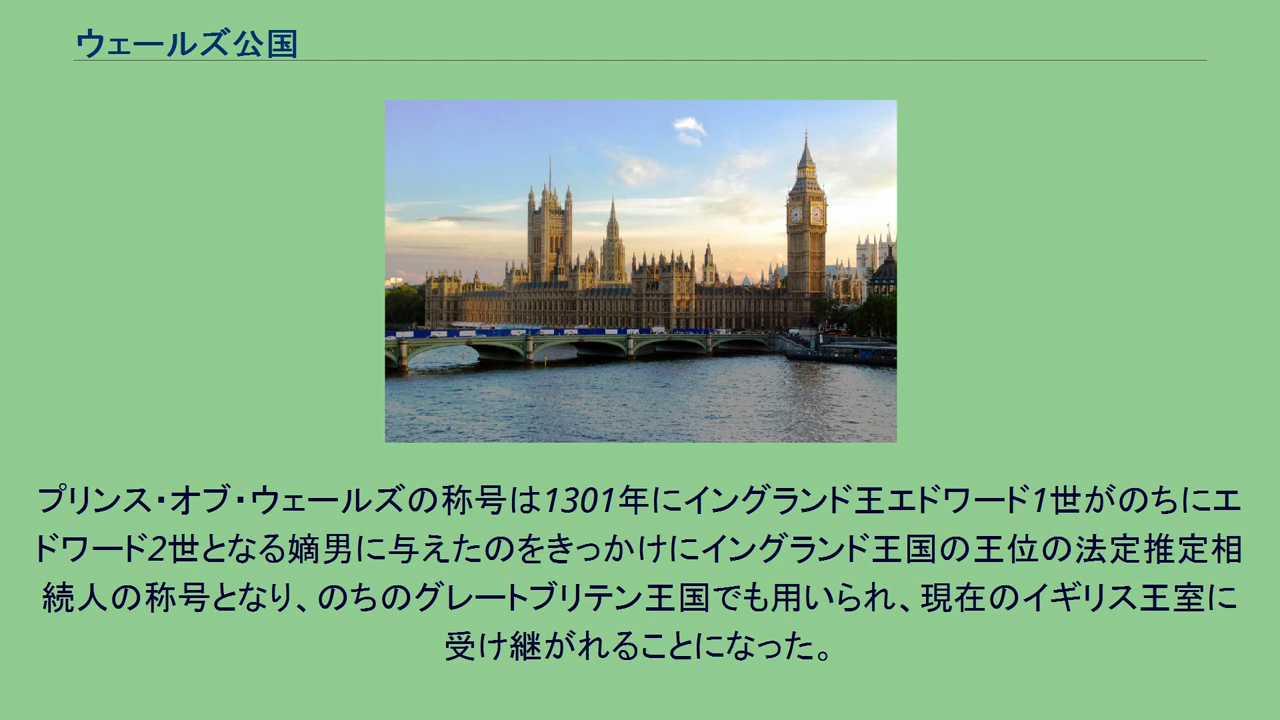 ウェールズ公国
プリンス・オブ・ウェールズの称号は1301年にイングランド王エドワード1世がのちにエ
ドワード2世となる嫡男に与えたのをきっかけにイングランド王国の王位の法定推定相
続人の称号となり、のちのグレートブリテン王国でも用いられ、現在のイギリス王室に
受け継がれることになった。